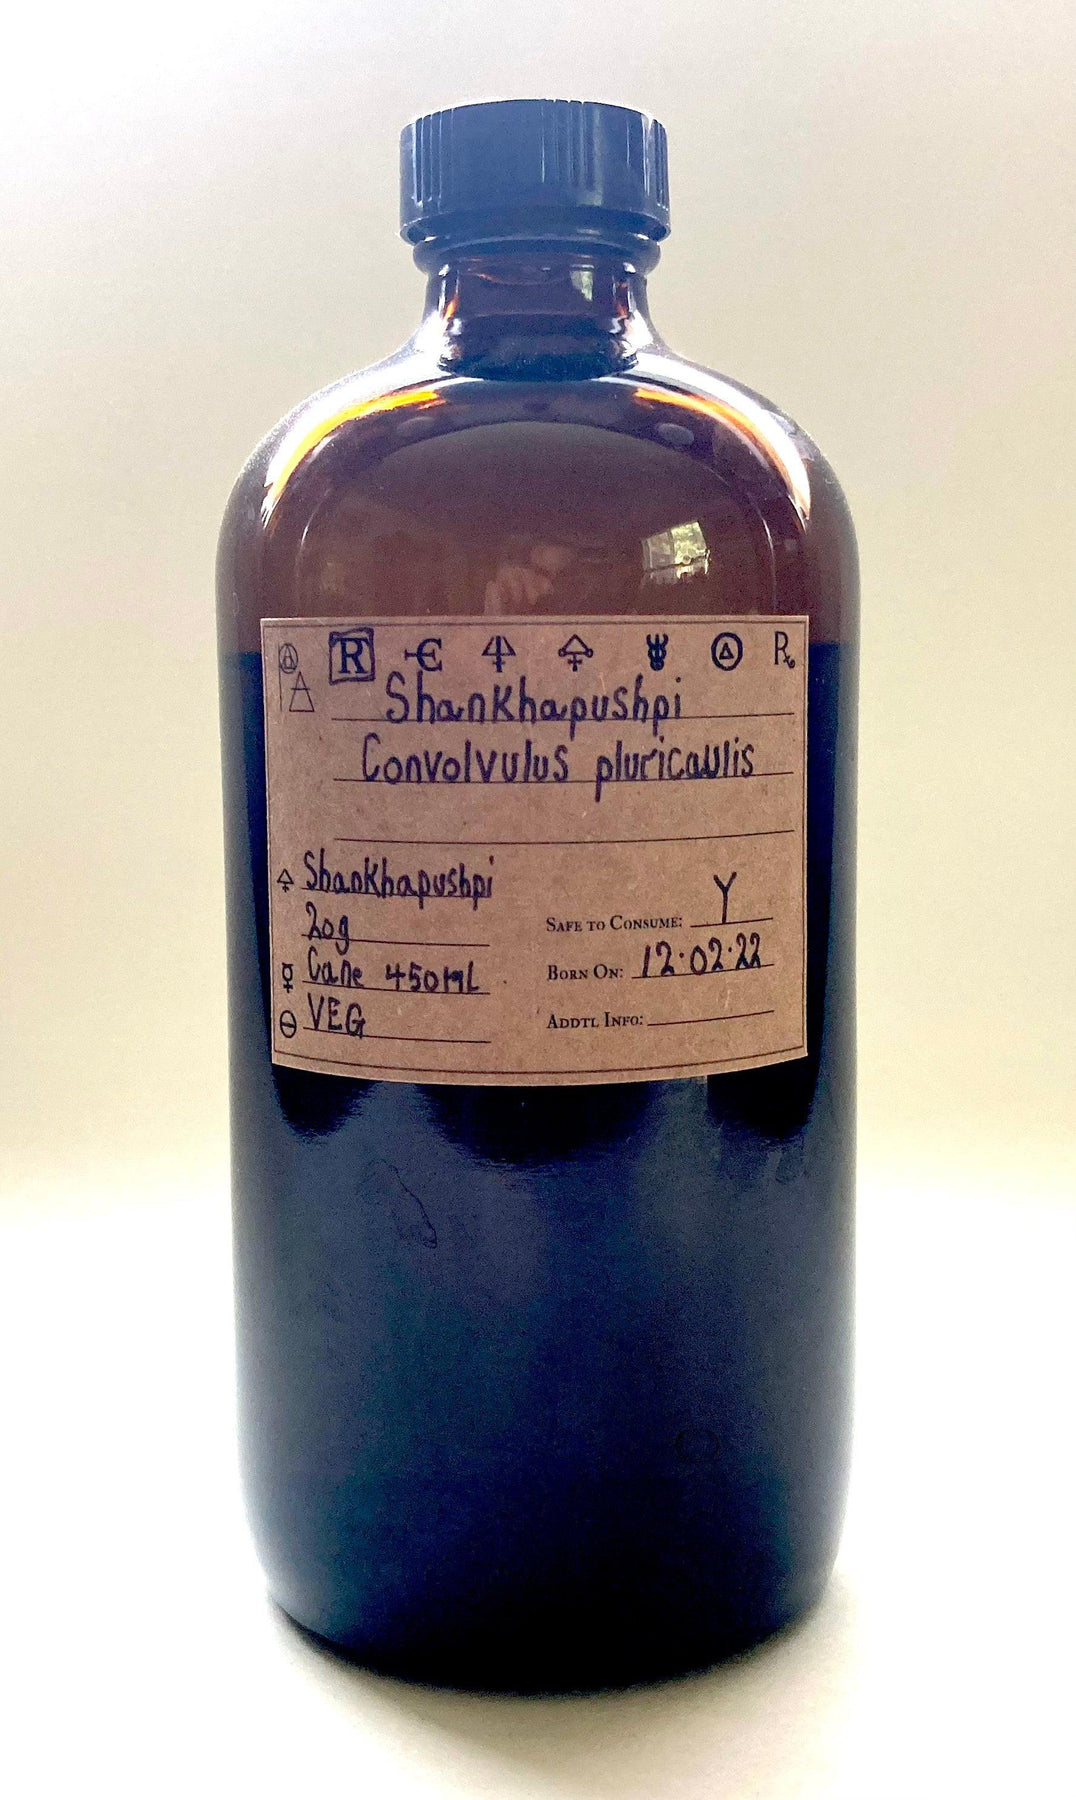 R E ℞
Shankhapushpi
Convolvulus pluricaulis
🜍 Shankhapushpi
20g
☿ Cane 450ML
🜔 VEG
SAFE TO CONSUME: Y
BORN ON: 12·02·22
ADDTL INFO: